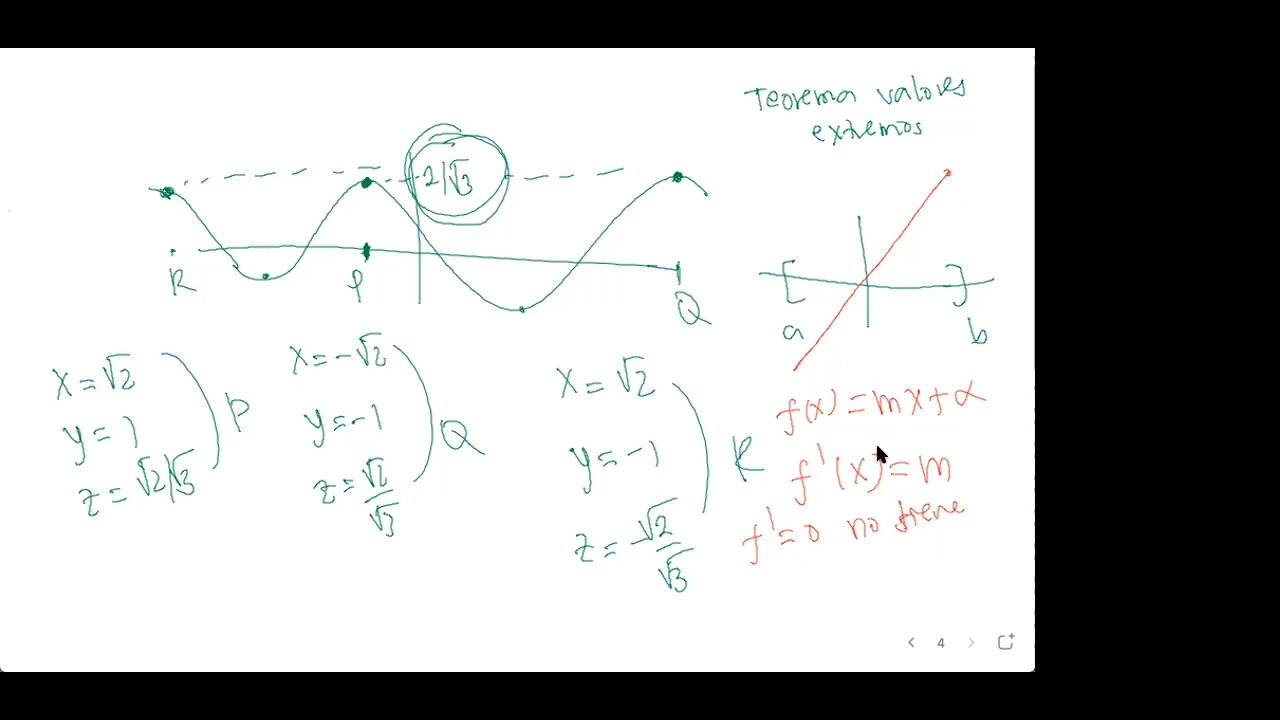 Teorema valores
extremos
2/√3
R
P
Q
a
b
x = √2
y = 1
z = √2/√3
P
x = -√2
y = -1
z = √2/√3
Q
x = √2
y = -1
z = -√2/√3
R
f(x) = mx + α
f'(x) = m
f' = 0 no tiene
< 4 >